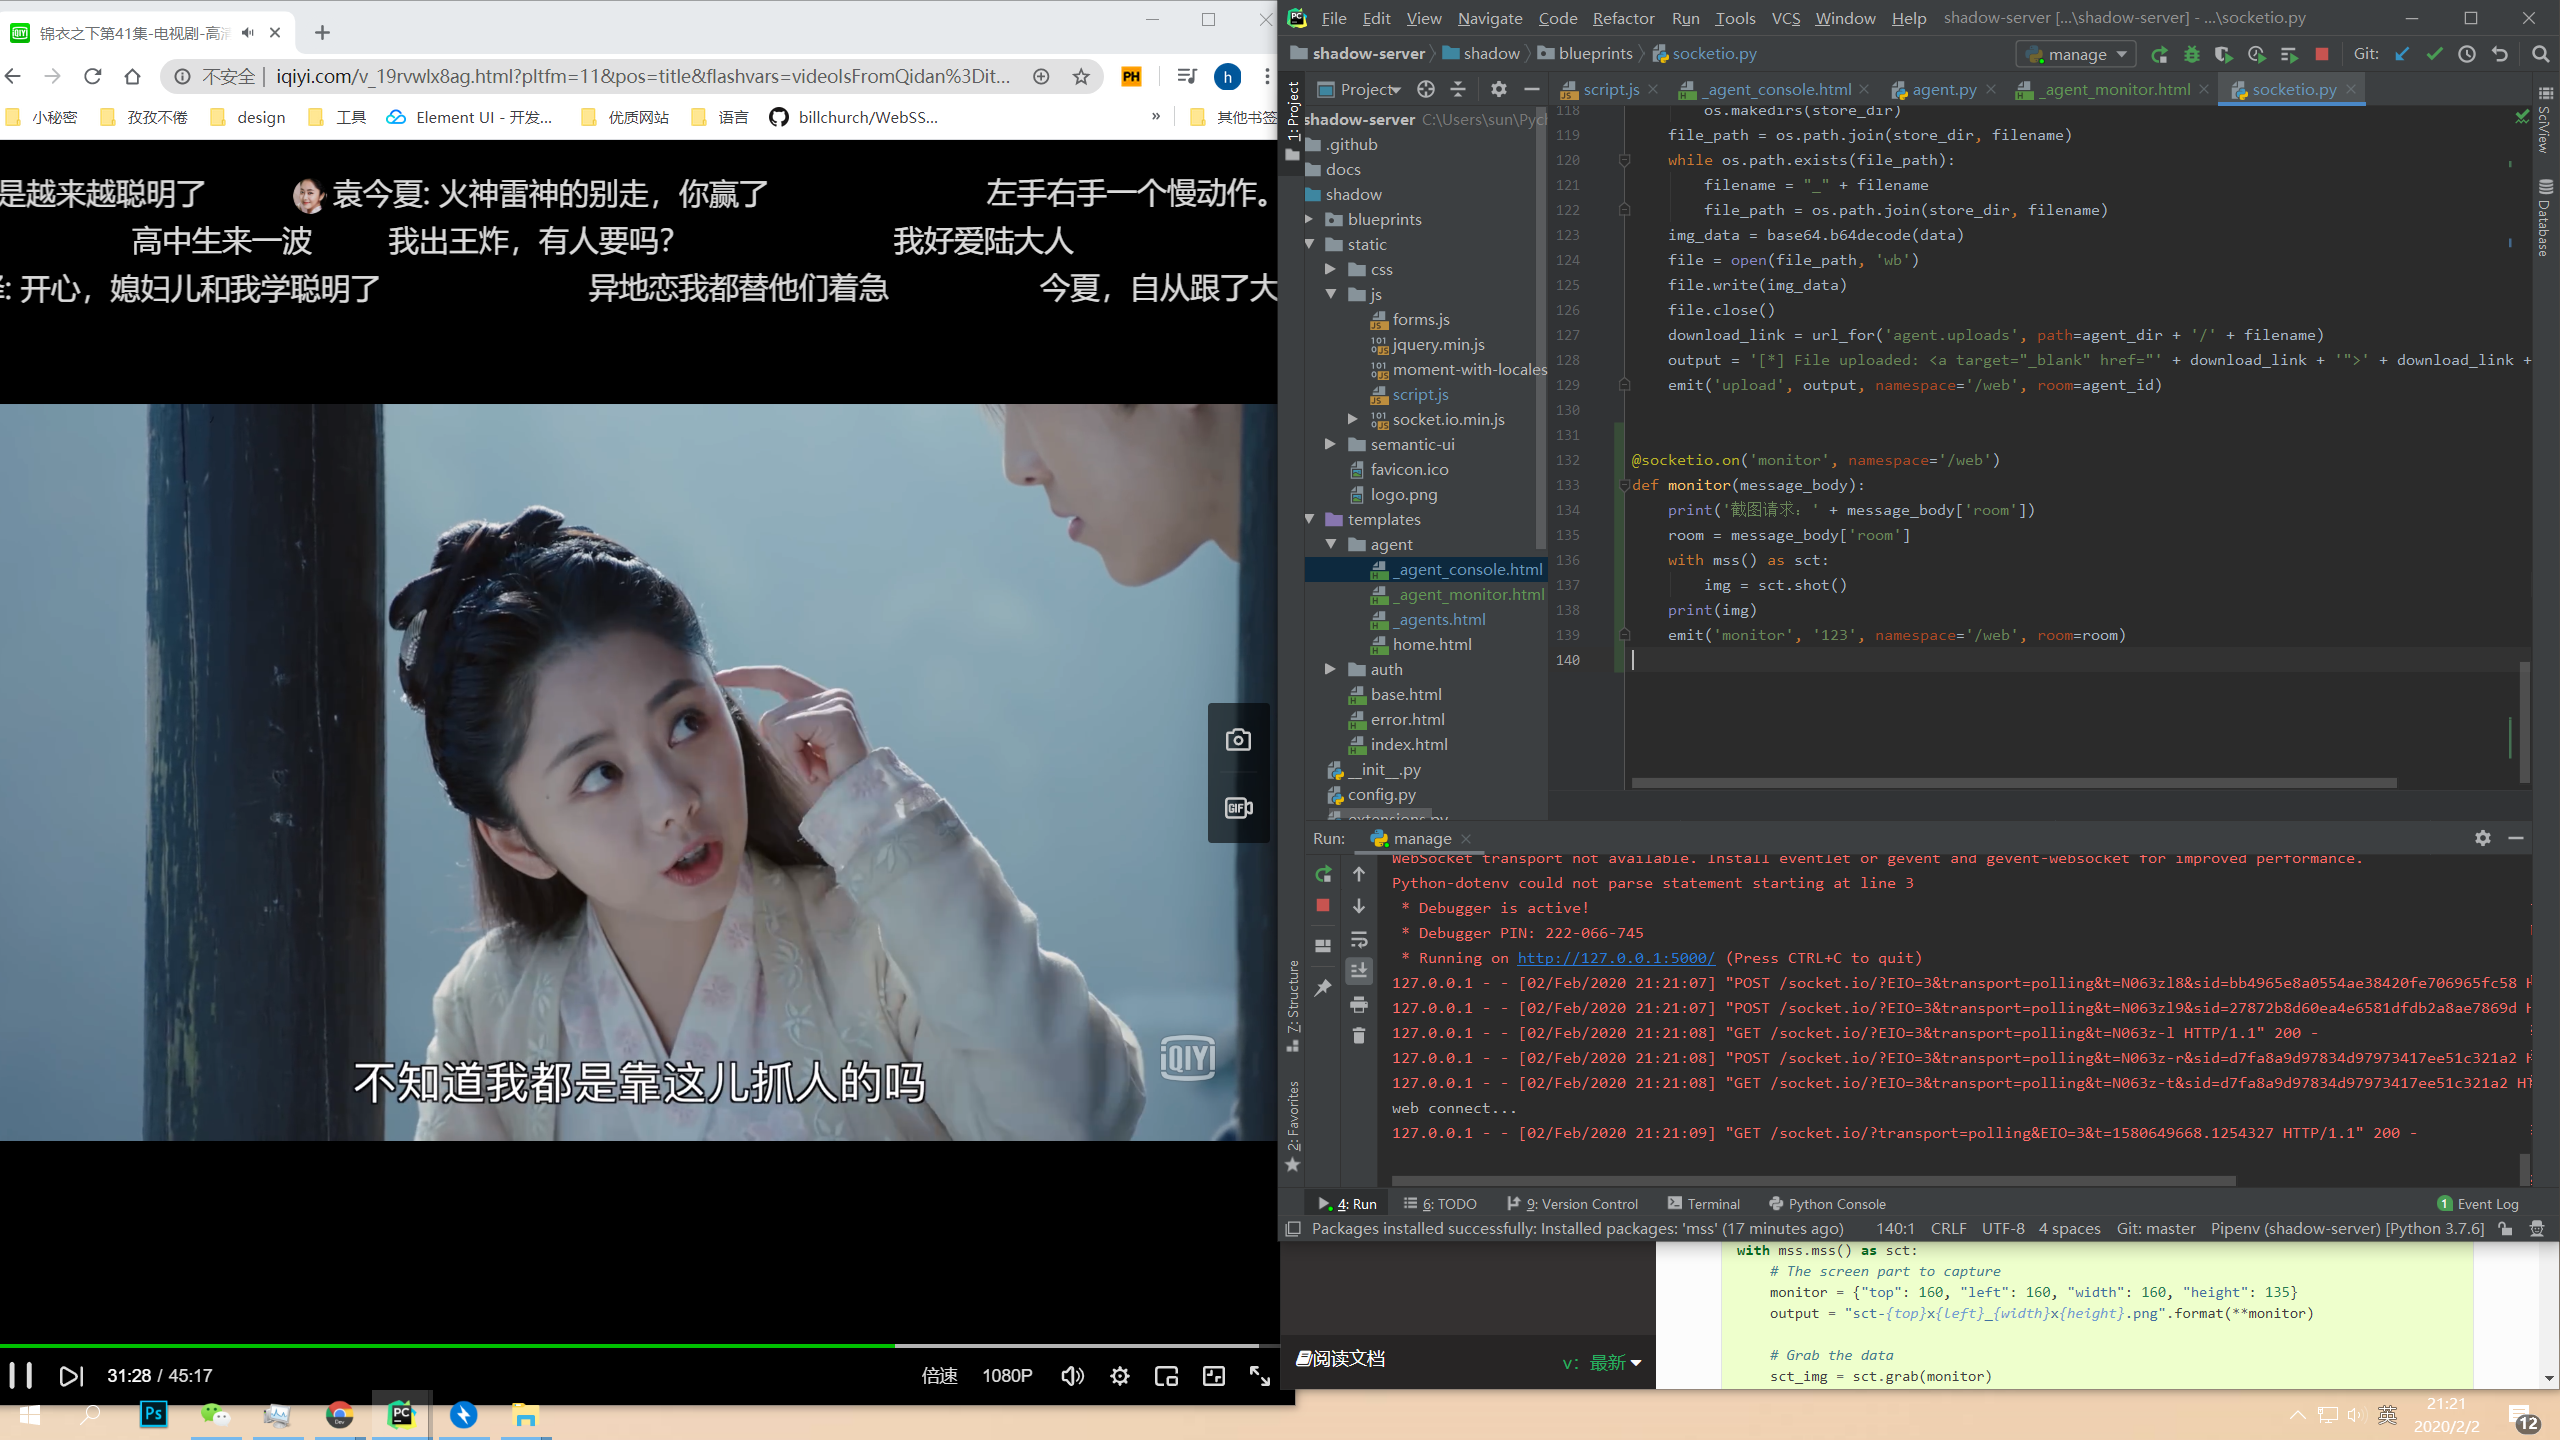 锦衣之下第41集-电视剧-高清
不安全 | iqiyi.com/v_19rvwlx8ag.html?pltfm=11&pos=title&flashvars=videoIsFromQidan%3Dit...
PH
h
小秘密
孜孜不倦
design
工具
Element UI - 开发...
优质网站
语言
billchurch/WebSS...
»
其他书签
是越来越聪明了
袁今夏: 火神雷神的别走，你赢了
左手右手一个慢动作。
高中生来一波
我出王炸，有人要吗?
我好爱陆大人
: 开心，媳妇儿和我学聪明了
异地恋我都替他们着急
今夏，自从跟了大
GIF
不知道我都是靠这儿抓人的吗
iQIYI
31:28 / 45:17
倍速
1080P
File Edit View Navigate Code Refactor Run Tools VCS Window Help shadow-server [...\shadow-server] - ...\socketio.py
shadow-server
shadow
blueprints
socketio.py
manage
Git:
1: Project
Project
script.js
_agent_console.html
agent.py
_agent_monitor.html
socketio.py
SciView
Database
shadow-server C:\Users\sun\Pych
.github
docs
shadow
blueprints
static
css
js
forms.js
jquery.min.js
moment-with-locales
script.js
socket.io.min.js
semantic-ui
favicon.ico
logo.png
templates
agent
_agent_console.html
_agent_monitor.html
_agents.html
home.html
auth
base.html
error.html
index.html
__init__.py
config.py
extensions.py
118 os.makedirs(store_dir)
119 file_path = os.path.join(store_dir, filename)
120 while os.path.exists(file_path):
121 filename = "_" + filename
122 file_path = os.path.join(store_dir, filename)
123 img_data = base64.b64decode(data)
124 file = open(file_path, 'wb')
125 file.write(img_data)
126 file.close()
127 download_link = url_for('agent.uploads', path=agent_dir + '/' + filename)
128 output = '[*] File uploaded: <a target="_blank" href="' + download_link + '">' + download_link +
129 emit('upload', output, namespace='/web', room=agent_id)
130
131
132 @socketio.on('monitor', namespace='/web')
133 def monitor(message_body):
134 print('截图请求: ' + message_body['room'])
135 room = message_body['room']
136 with mss() as sct:
137 img = sct.shot()
138 print(img)
139 emit('monitor', '123', namespace='/web', room=room)
140
Run: manage
WebSocket transport not available. Install eventlet or gevent and gevent-websocket for improved performance.
Python-dotenv could not parse statement starting at line 3
* Debugger is active!
* Debugger PIN: 222-066-745
* Running on http://127.0.0.1:5000/ (Press CTRL+C to quit)
127.0.0.1 - - [02/Feb/2020 21:21:07] "POST /socket.io/?EIO=3&transport=polling&t=N063zl8&sid=bb4965e8a0554ae38420fe706965fc58 H
127.0.0.1 - - [02/Feb/2020 21:21:07] "POST /socket.io/?EIO=3&transport=polling&t=N063zl9&sid=27872b8d60ea4e6581dfdb2a8ae7869d H
127.0.0.1 - - [02/Feb/2020 21:21:08] "GET /socket.io/?EIO=3&transport=polling&t=N063z-l HTTP/1.1" 200 -
127.0.0.1 - - [02/Feb/2020 21:21:08] "POST /socket.io/?EIO=3&transport=polling&t=N063z-r&sid=d7fa8a9d97834d97973417ee51c321a2 H
127.0.0.1 - - [02/Feb/2020 21:21:08] "GET /socket.io/?EIO=3&transport=polling&t=N063z-t&sid=d7fa8a9d97834d97973417ee51c321a2 HT
web connect...
127.0.0.1 - - [02/Feb/2020 21:21:09] "GET /socket.io/?transport=polling&EIO=3&t=1580649668.1254327 HTTP/1.1" 200 -
7: Structure
2: Favorites
4: Run
6: TODO
9: Version Control
Terminal
Python Console
1 Event Log
Packages installed successfully: Installed packages: 'mss' (17 minutes ago)
140:1 CRLF UTF-8 4 spaces Git: master Pipenv (shadow-server) [Python 3.7.6]
with mss.mss() as sct:
# The screen part to capture
monitor = {"top": 160, "left": 160, "width": 160, "height": 135}
output = "sct-{top}x{left}_{width}x{height}.png".format(**monitor)
# Grab the data
sct_img = sct.grab(monitor)
阅读文档
v: 最新
Ps
PC
英
21:21
2020/2/2
12